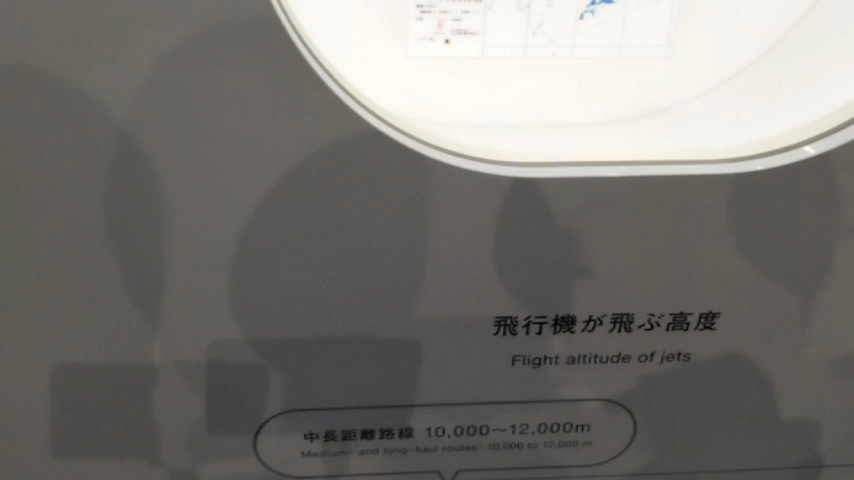 飛行機が飛ぶ高度
Flight altitude of jets
中長距離路線 10,000~12,000m
Medium- and long-haul routes: 10,000 to 12,000 m